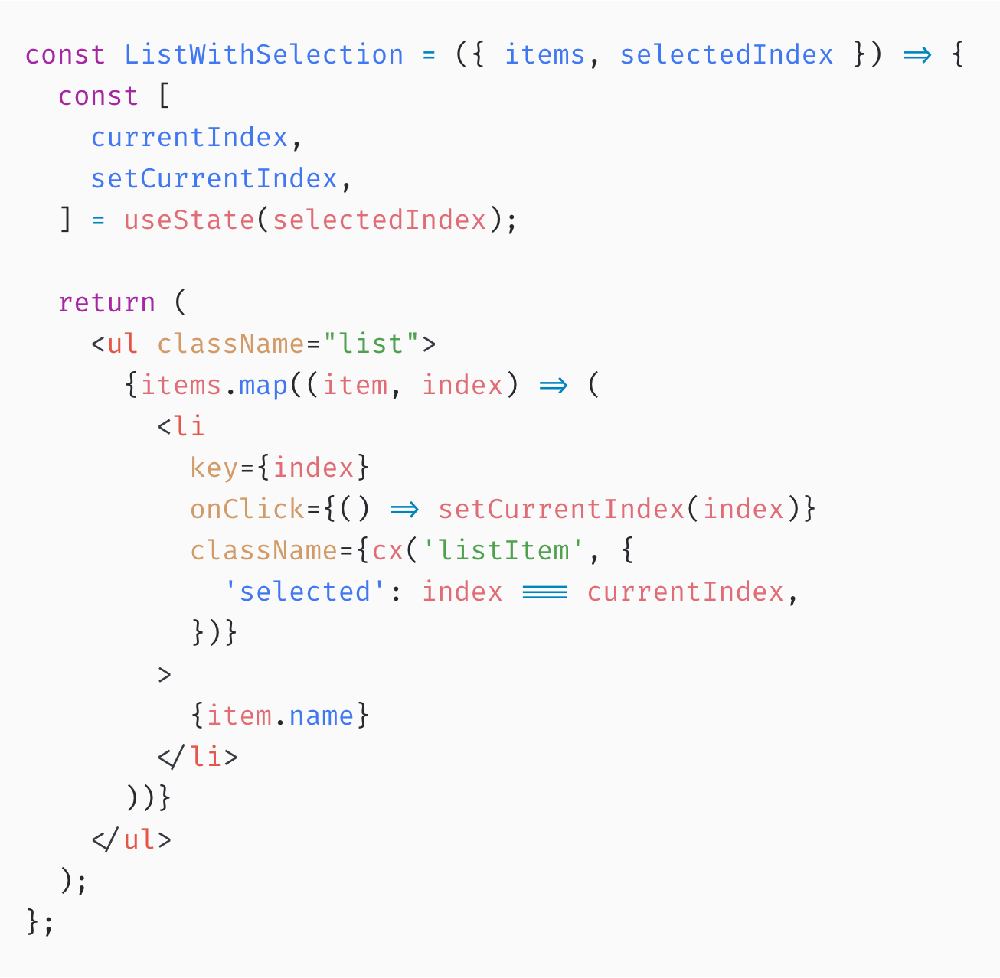 const ListWithSelection = ({ items, selectedIndex }) => {
  const [
    currentIndex,
    setCurrentIndex,
  ] = useState(selectedIndex);

  return (
    <ul className="list">
      {items.map((item, index) => (
        <li
          key={index}
          onClick={() => setCurrentIndex(index)}
          className={cx('listItem', {
            'selected': index === currentIndex,
          })}
        >
          {item.name}
        </li>
      ))}
    </ul>
  );
};